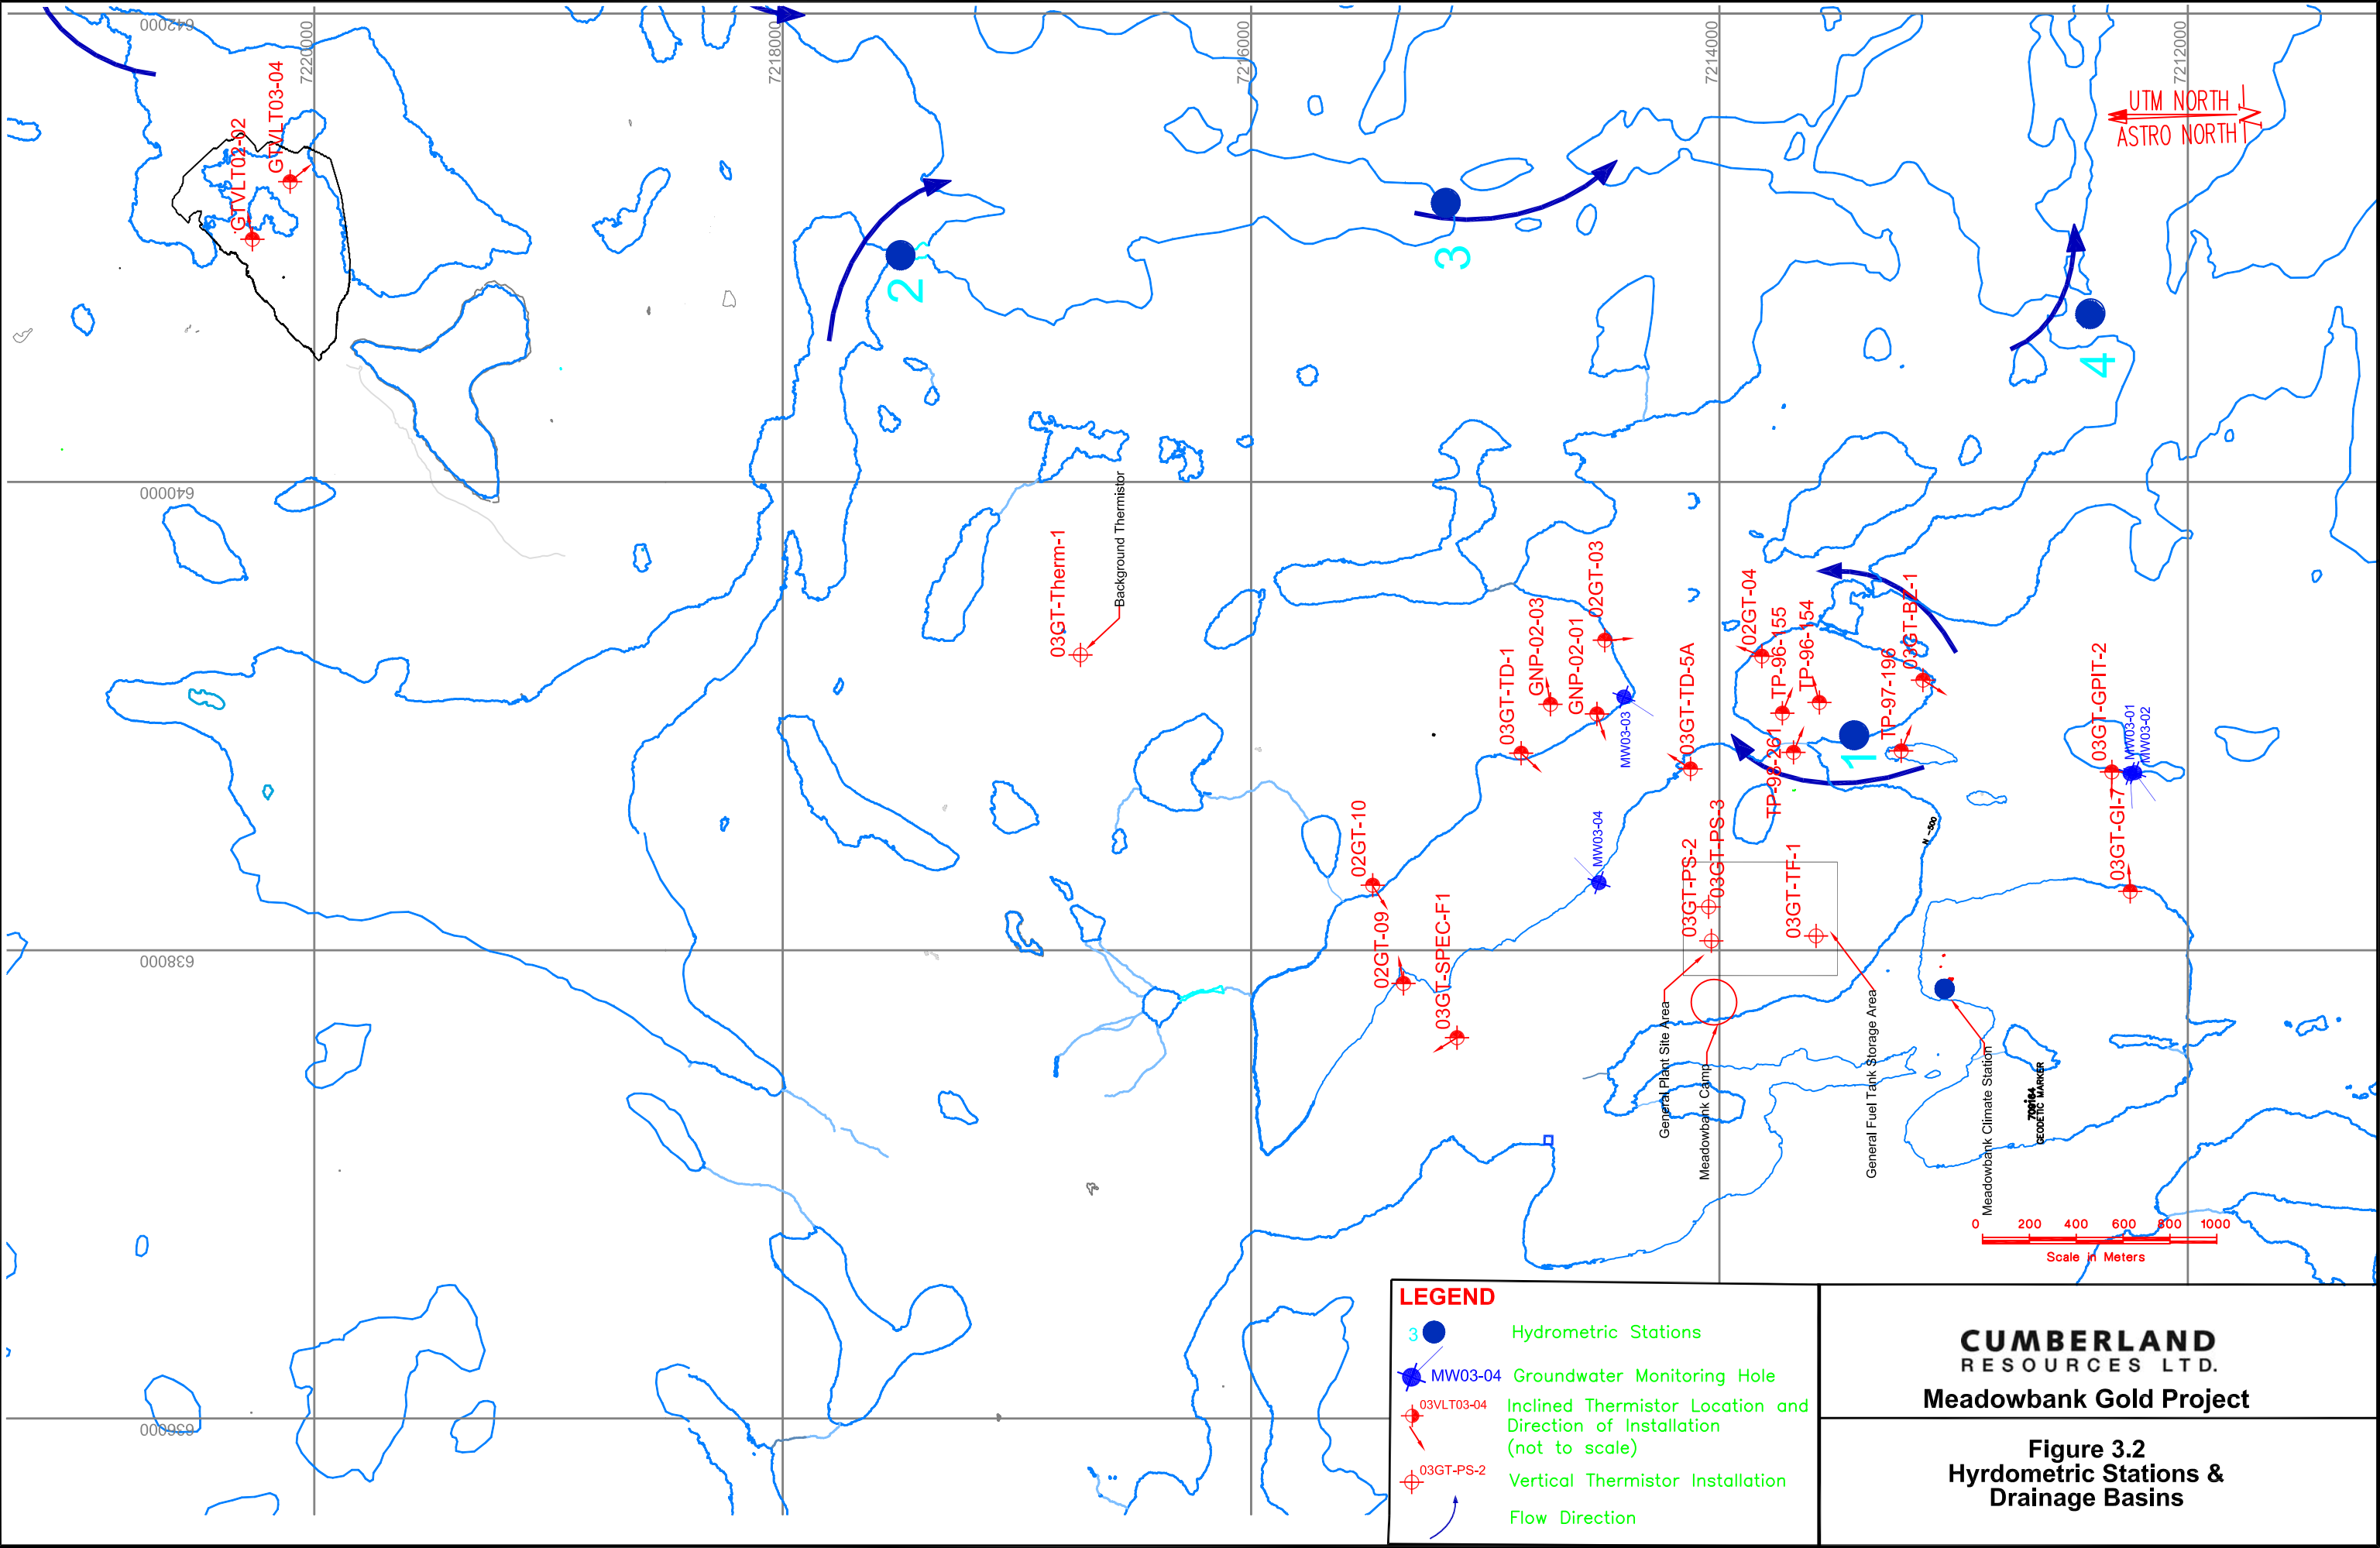 642000
7220000
7218000
7216000
7214000
7212000
UTM NORTH
ASTRO NORTH
GTVLT03-04
GTVLT02-02
2
3
4
640000
03GT-Therm-1
Background Thermistor
02GT-03
GNP-02-03
GNP-02-01
03GT-TD-1
MW03-03
03GT-TD-5A
02GT-04
TP-96-155
TP-96-154
03GT-BZ-1
TP-97-196
TP-98-261
1
03GT-GPIT-2
MW03-01
MW03-02
03GT-GI-7
02GT-10
MW03-04
02GT-09
03GT-SPEC-F1
03GT-PS-2
03GT-PS-3
03GT-TF-1
N -500
638000
General Plant Site Area
Meadowbank Camp
General Fuel Tank Storage Area
Meadowbank Climate Station
GEODETIC MARKER
0 200 400 600 800 1000
Scale in Meters
636000
LEGEND
3 Hydrometric Stations
MW03-04 Groundwater Monitoring Hole
03VLT03-04 Inclined Thermistor Location and
Direction of Installation
(not to scale)
03GT-PS-2 Vertical Thermistor Installation
Flow Direction
CUMBERLAND
RESOURCES LTD.
Meadowbank Gold Project
Figure 3.2
Hyrdometric Stations &
Drainage Basins